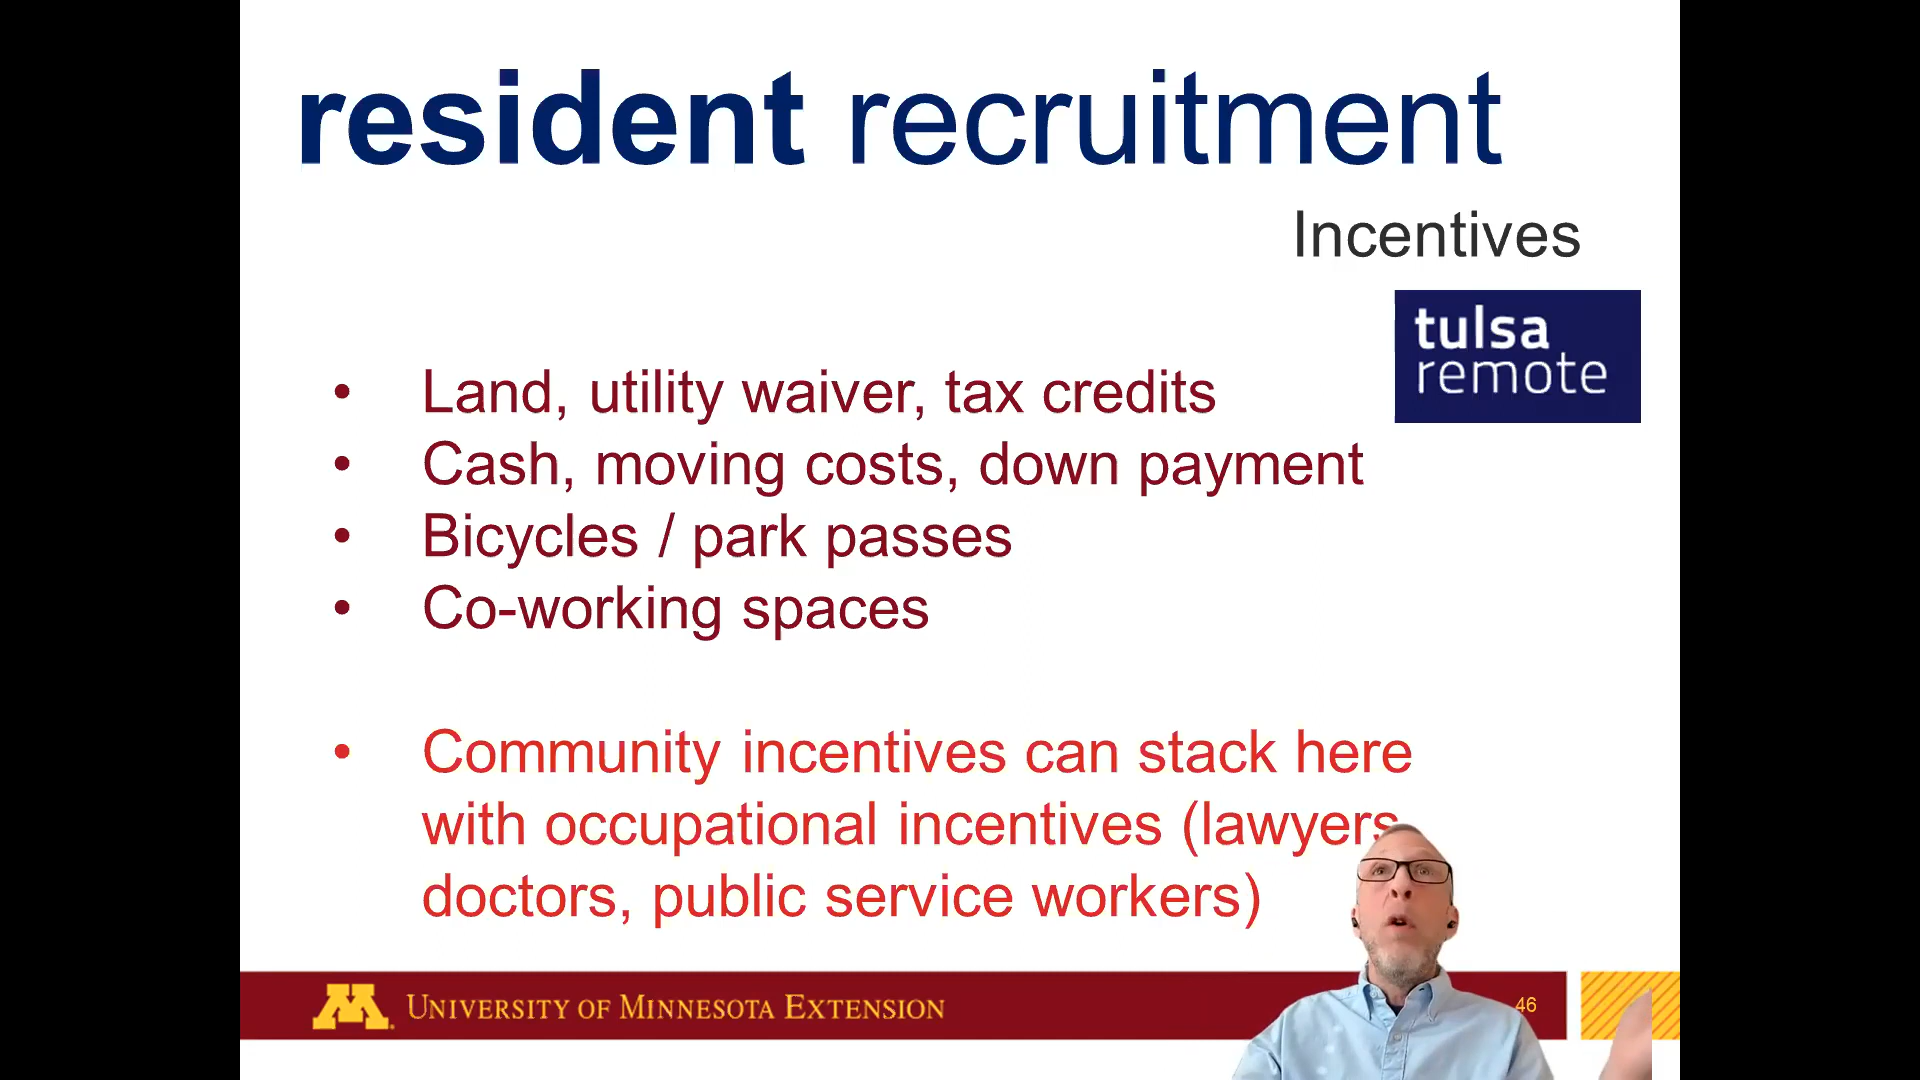 resident recruitment
Incentives
tulsa
remote
• Land, utility waiver, tax credits
• Cash, moving costs, down payment
• Bicycles / park passes
• Co-working spaces
• Community incentives can stack here
with occupational incentives (lawyers
doctors, public service workers)
M
UNIVERSITY OF MINNESOTA EXTENSION
46